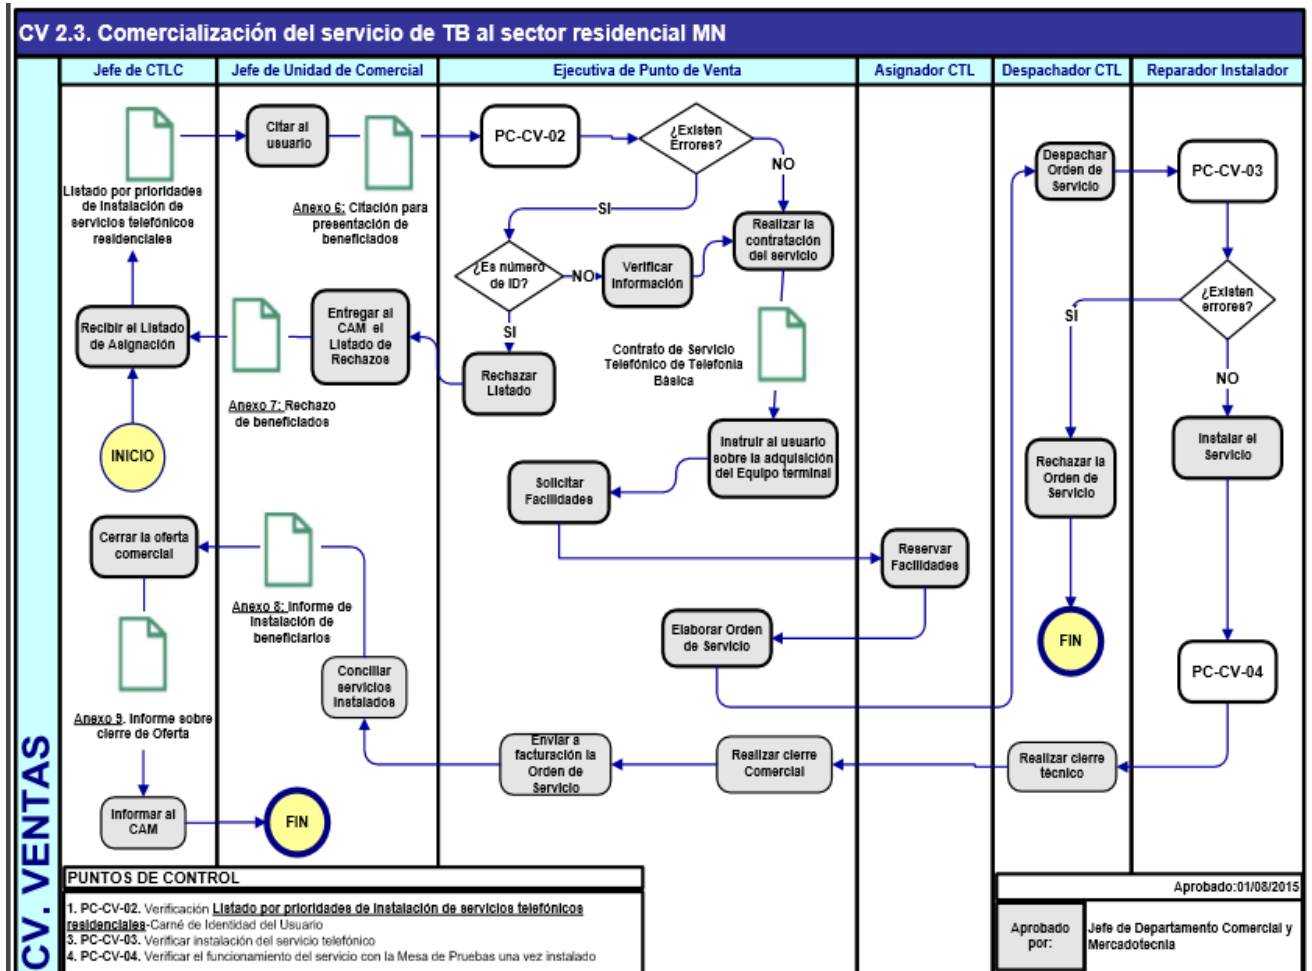 CV 2.3. Comercialización del servicio de TB al sector residencial MN
CV. VENTAS
Jefe de CTLC
Jefe de Unidad de Comercial
Ejecutiva de Punto de Venta
Asignador CTL
Despachador CTL
Reparador Instalador
Listado por prioridades
de instalación de
servicios telefónicos
residenciales
Citar al
usuario
Anexo 6: Citación para
presentación de
beneficiados
PC-CV-02
¿Existen
Errores?
NO
SI
¿Es número
de ID?
NO
SI
Verificar
Información
Realizar la
contratación
del servicio
Despachar
Orden de
Servicio
PC-CV-03
¿Existen
errores?
SÍ
NO
Recibir el Listado
de Asignación
Anexo 7: Rechazo
de beneficiados
Entregar al
CAM el
Listado de
Rechazos
Rechazar
Listado
Contrato de Servicio
Telefónico de Telefonía
Básica
INICIO
Instruir al usuario
sobre la adquisición
del Equipo terminal
Solicitar
Facilidades
Rechazar la
Orden de
Servicio
Instalar el
Servicio
Cerrar la oferta
comercial
Anexo 8: Informe de
Instalación de
beneficiarios
Reservar
Facilidades
Elaborar Orden
de Servicio
FIN
PC-CV-04
Conciliar
servicios
Instalados
Anexo 9. Informe sobre
cierre de Oferta
Enviar a
facturación la
Orden de
Servicio
Realizar cierre
Comercial
Realizar cierre
técnico
Informar al
CAM
FIN
PUNTOS DE CONTROL
1. PC-CV-02. Verificación Listado por prioridades de instalación de servicios telefónicos
residenciales-Carné de Identidad del Usuario
3. PC-CV-03. Verificar instalación del servicio telefónico
4. PC-CV-04. Verificar el funcionamiento del servicio con la Mesa de Pruebas una vez instalado
Aprobado:01/08/2015
Aprobado
por:
Jefe de Departamento Comercial y
Mercadotecnia